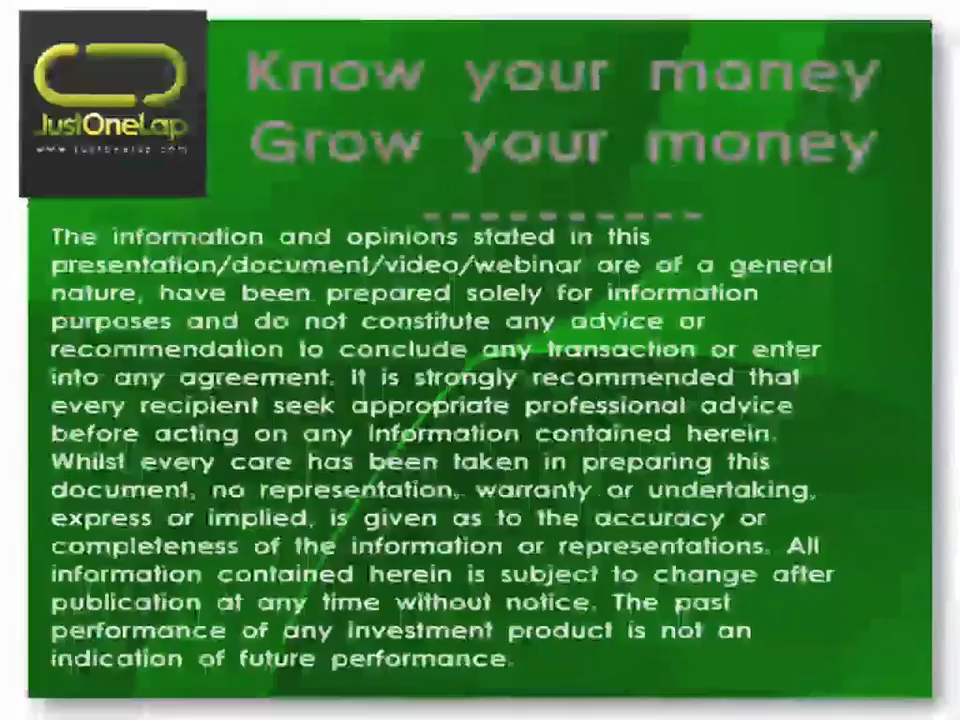 JustOneLap
www.justonelap.com
Know your money
Grow your money
The information and opinions stated in this
presentation/document/video/webinar are of a general
nature, have been prepared solely for information
purposes and do not constitute any advice or
recommendation to conclude any transaction or enter
into any agreement. It is strongly recommended that
every recipient seek appropriate professional advice
before acting on any information contained herein.
Whilst every care has been taken in preparing this
document, no representation, warranty or undertaking,
express or implied, is given as to the accuracy or
completeness of the information or representations. All
information contained herein is subject to change after
publication at any time without notice. The past
performance of any investment product is not an
indication of future performance.